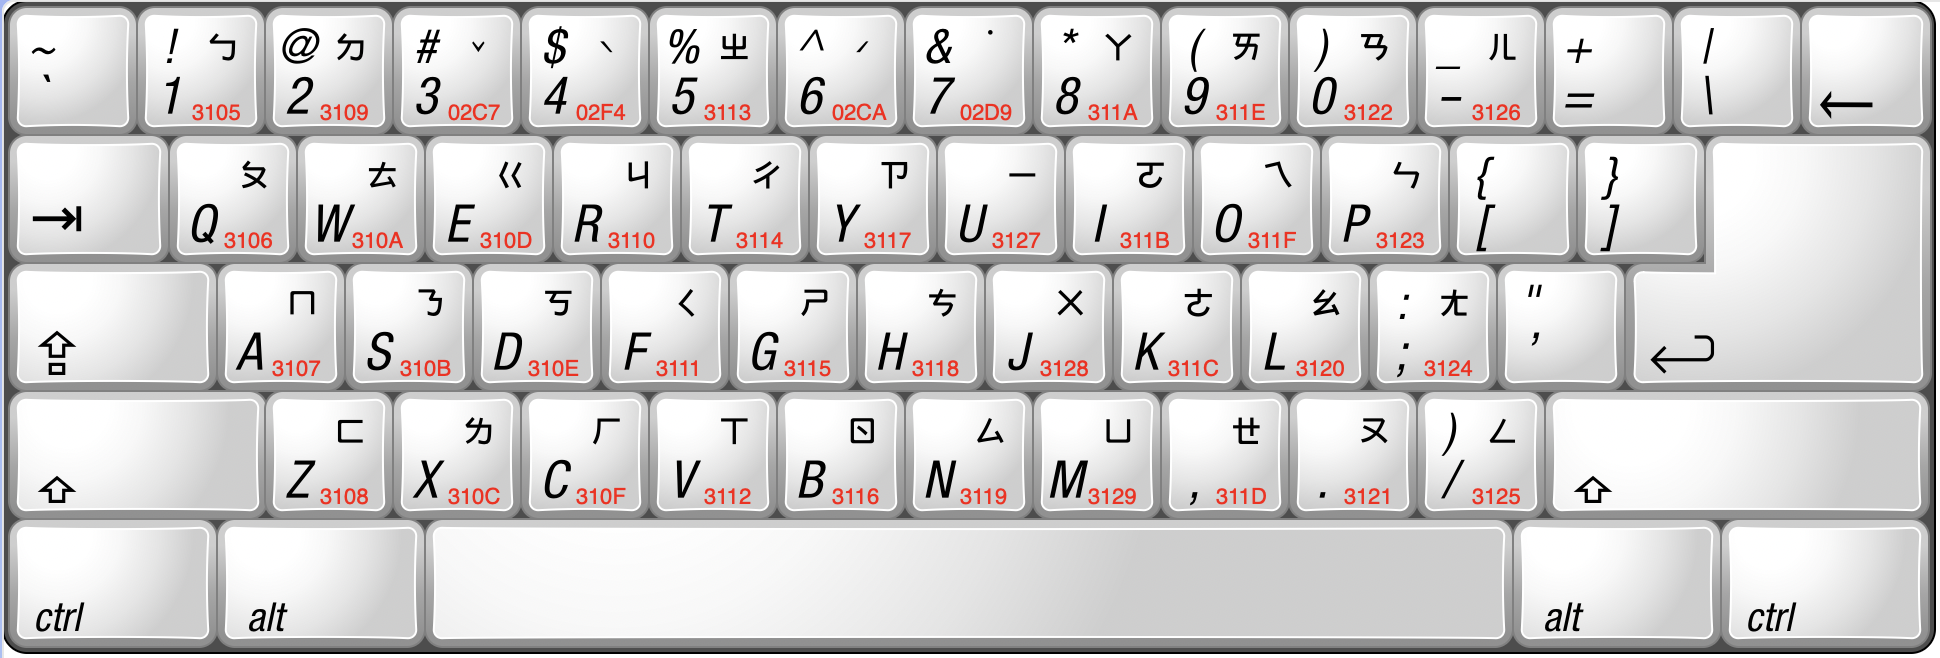 ~ ! ㄅ @ ㄉ # ˇ $ ˋ % ㄓ ^ ˊ & ˙ * ㄚ ( ㄞ ) ㄢ _ ㄦ + /
` 1 3105 2 3109 3 02C7 4 02F4 5 3113 6 02CA 7 02D9 8 311A 9 311E 0 3122 - 3126 = \ ←
ㄆ ㄊ ㄍ ㄐ ㄔ ㄗ ㄧ ㄛ ㄟ ㄣ { }
⇥ Q 3106 W 310A E 310D R 3110 T 3114 Y 3117 U 3127 I 311B O 311F P 3123 [ ]
ㄇ ㄋ ㄎ ㄑ ㄕ ㄘ ㄨ ㄜ ㄠ : ㄤ "
A 3107 S 310B D 310E F 3111 G 3115 H 3118 J 3128 K 311C L 3120 ; 3124 '
ㄈ ㄌ ㄏ ㄒ ㄖ ㄙ ㄩ ㄝ ㄡ ) ㄥ
Z 3108 X 310C C 310F V 3112 B 3116 N 3119 M 3129 , 311D . 3121 / 3125
ctrl alt alt ctrl